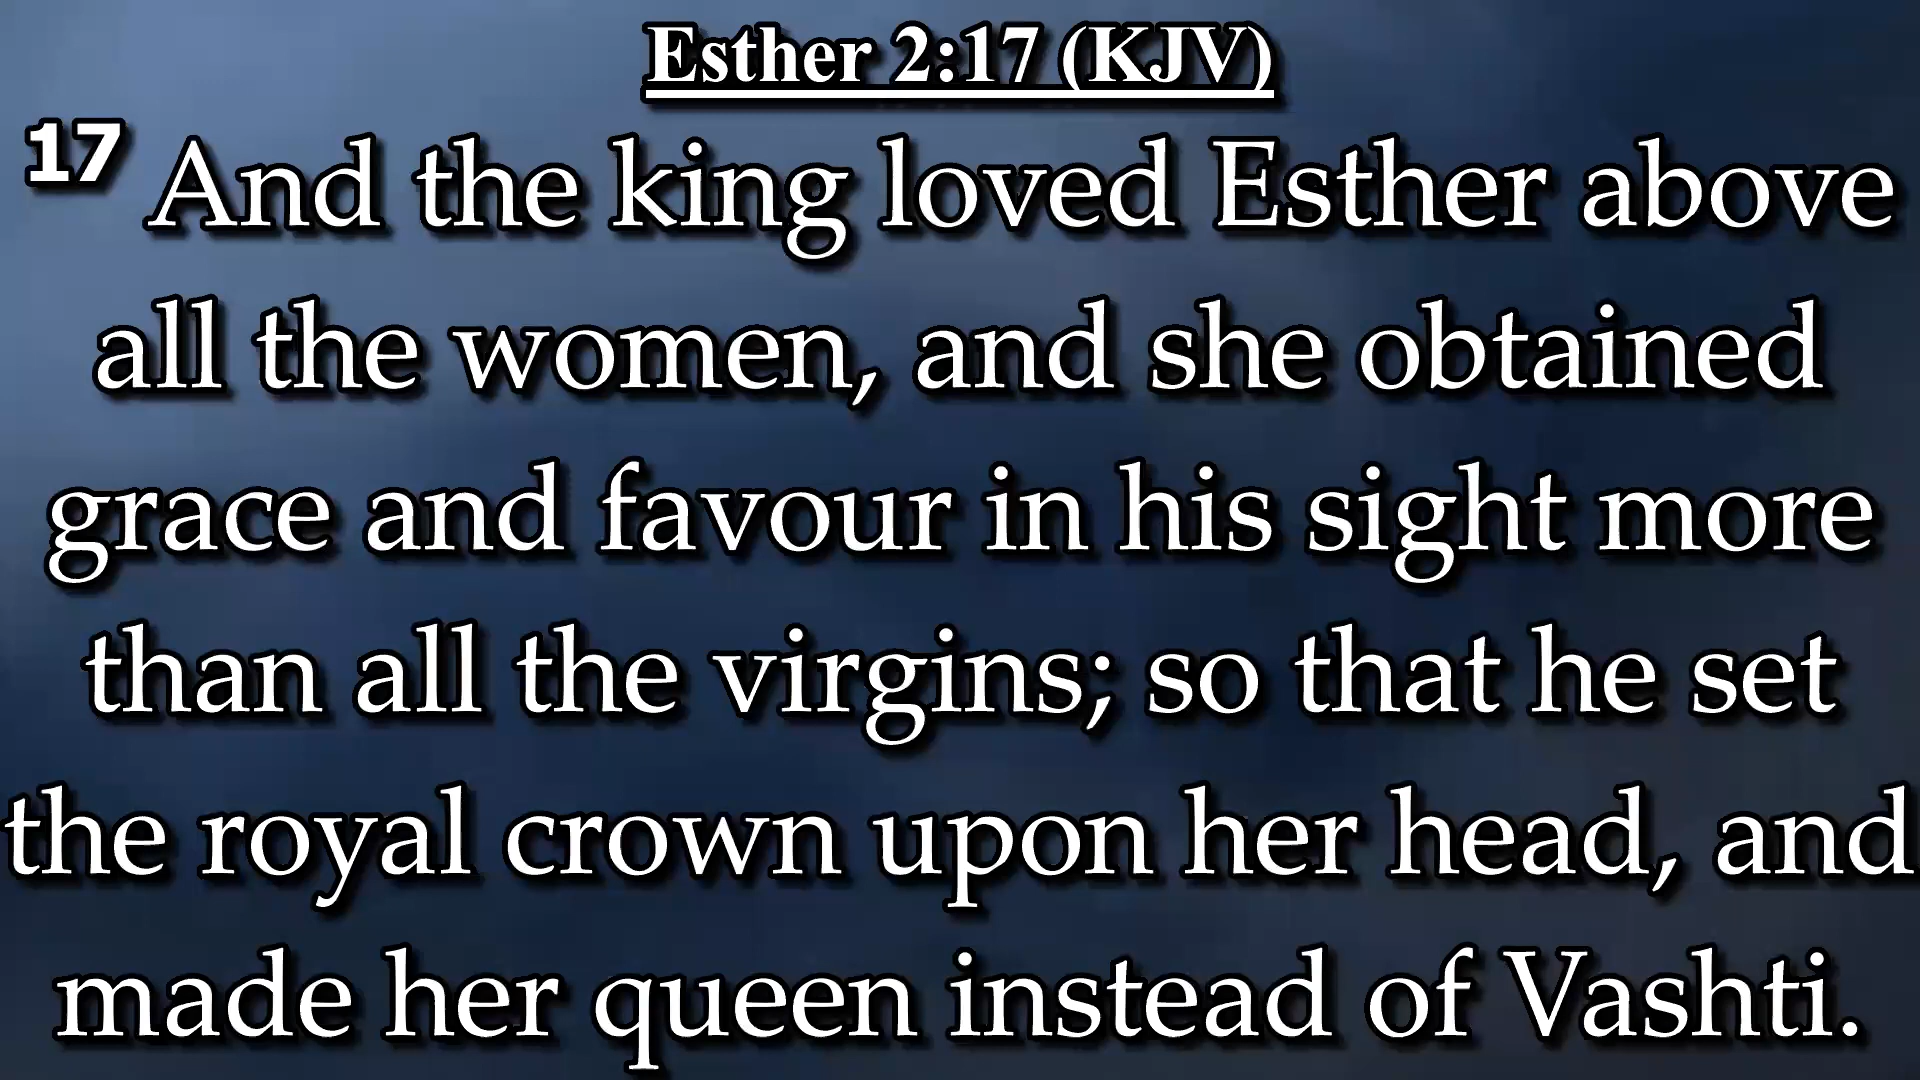 Esther 2:17 (KJV)
17 And the king loved Esther above
all the women, and she obtained
grace and favour in his sight more
than all the virgins; so that he set
the royal crown upon her head, and
made her queen instead of Vashti.